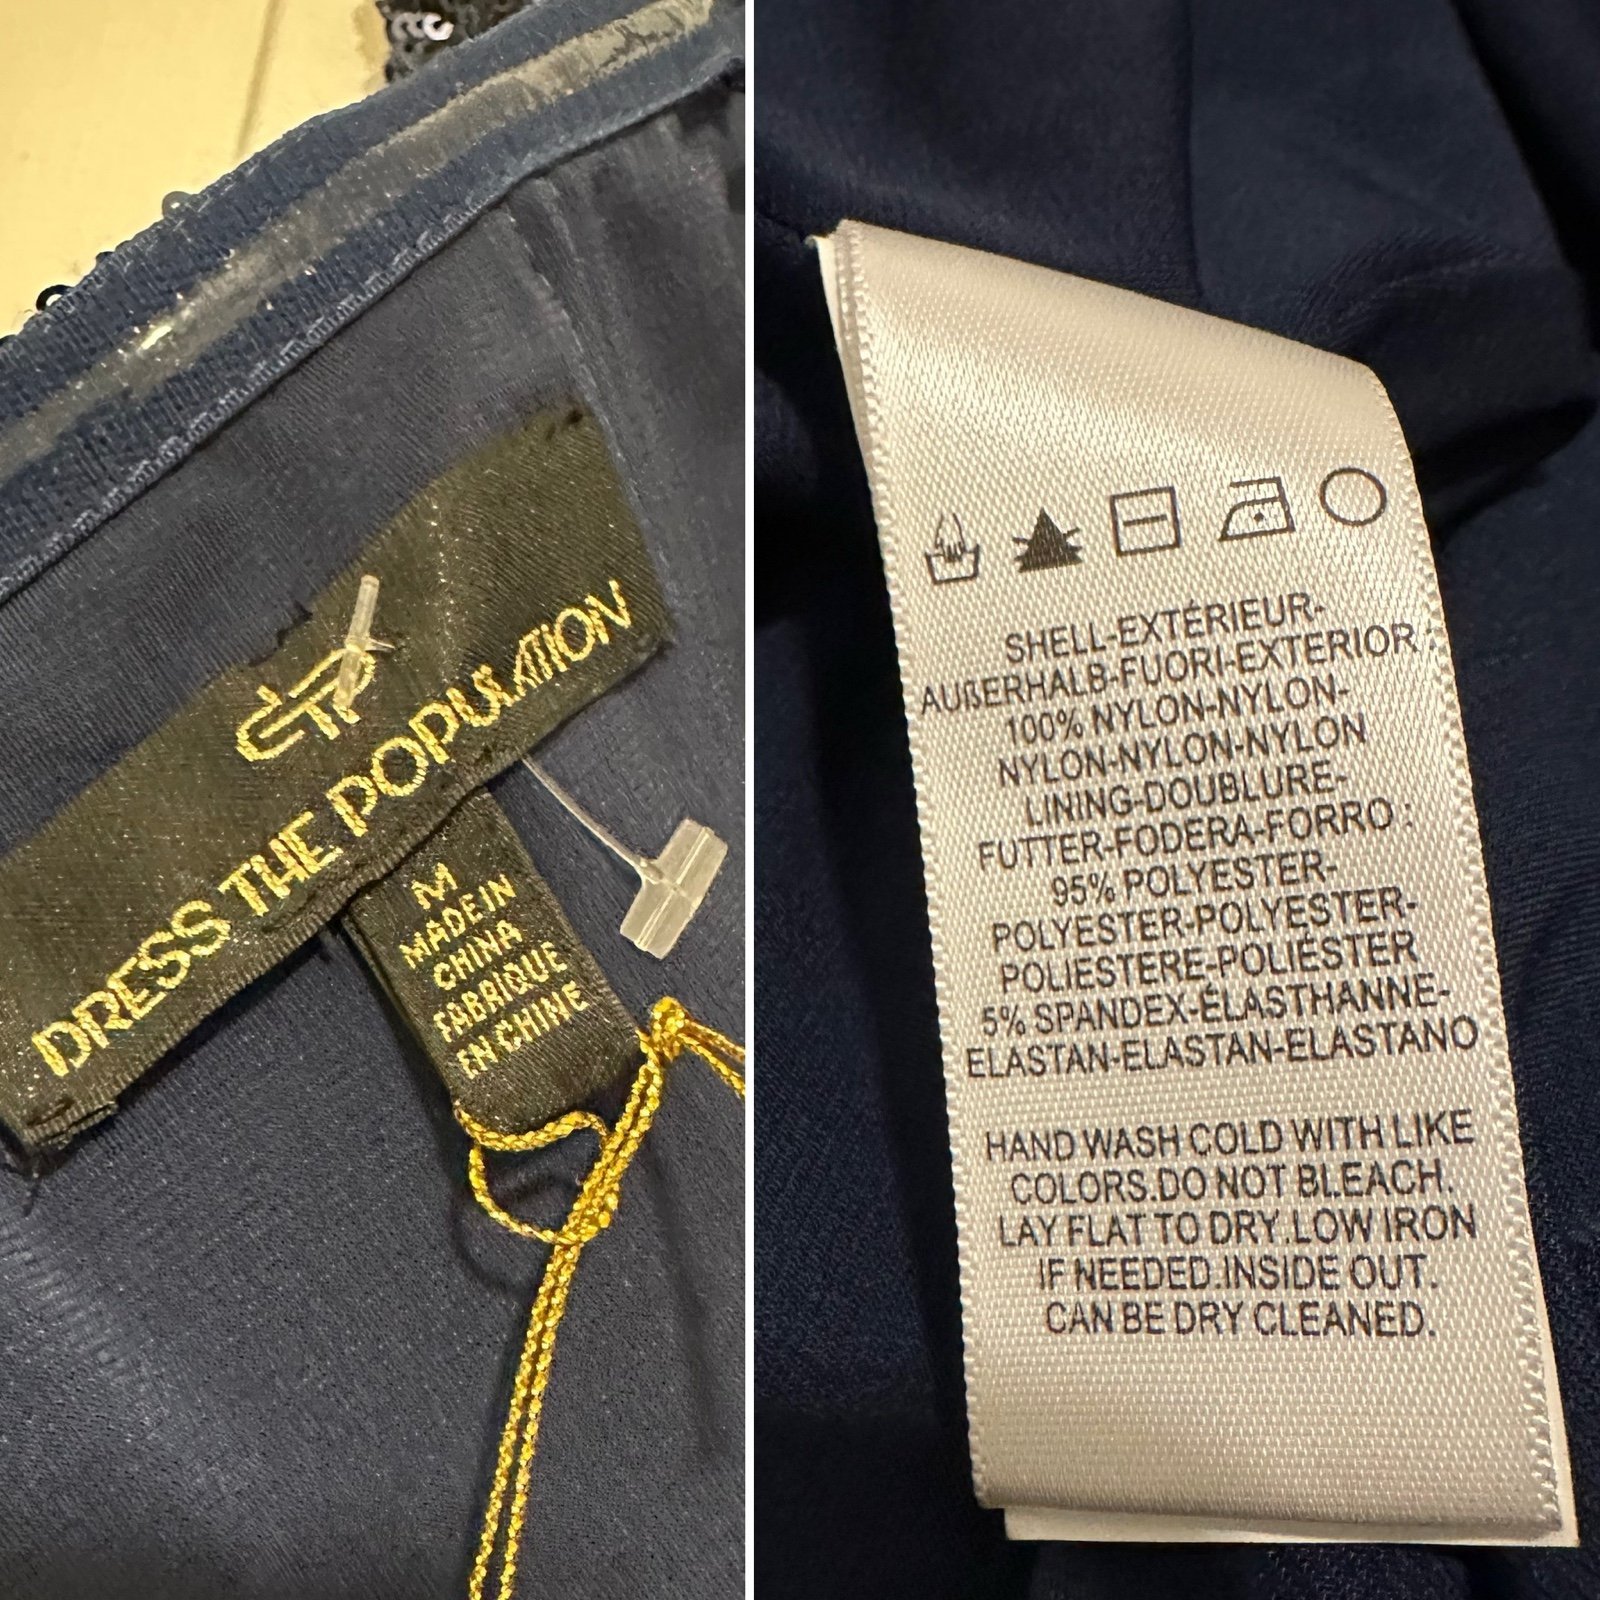 DTP
DRESS THE POPULATION
M
MADE IN
CHINA
FABRIQUE
EN CHINE
SHELL-EXTÉRIEUR-
AUßERHALB-FUORI-EXTERIOR :
100% NYLON-NYLON-
NYLON-NYLON-NYLON
LINING-DOUBLURE-
FUTTER-FODERA-FORRO :
95% POLYESTER-
POLYESTER-POLYESTER-
POLIESTERE-POLIÉSTER
5% SPANDEX-ÉLASTHANNE-
ELASTAN-ELASTAN-ELASTANO
HAND WASH COLD WITH LIKE
COLORS.DO NOT BLEACH.
LAY FLAT TO DRY.LOW IRON
IF NEEDED.INSIDE OUT.
CAN BE DRY CLEANED.